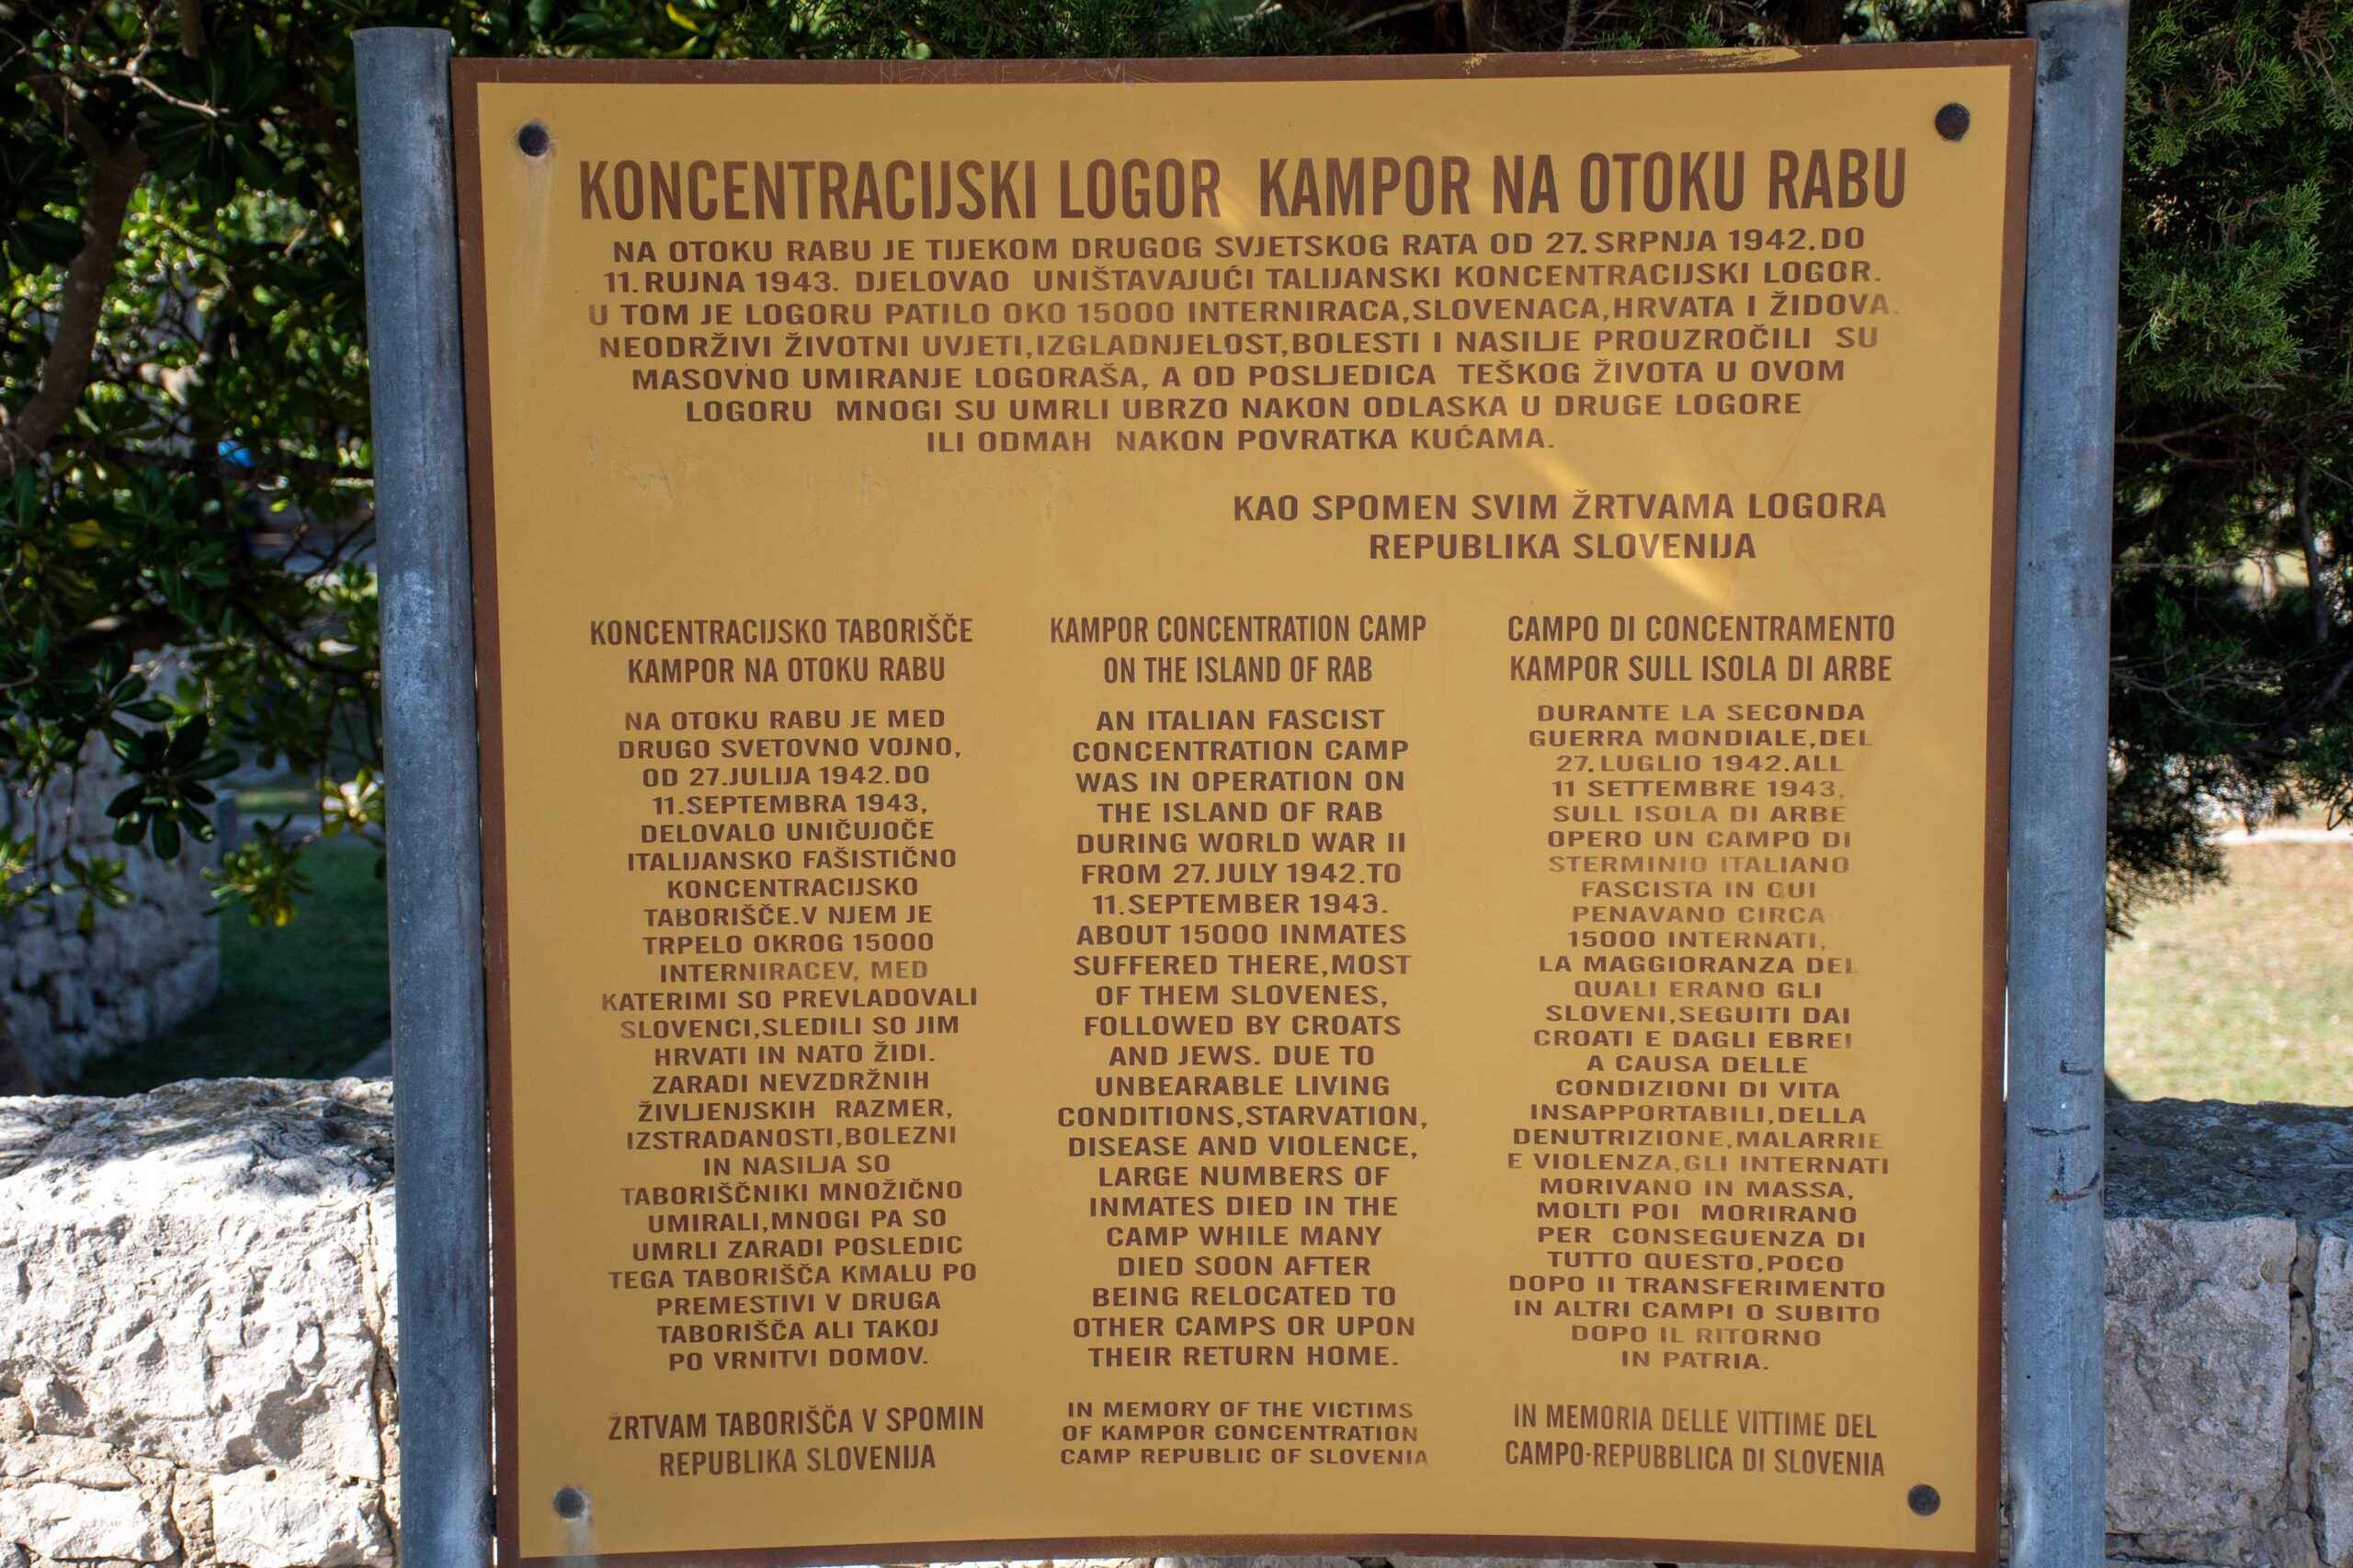 KONCENTRACIJSKI LOGOR KAMPOR NA OTOKU RABU
NA OTOKU RABU JE TIJEKOM DRUGOG SVJETSKOG RATA OD 27. SRPNJA 1942. DO
11. RUJNA 1943. DJELOVAO UNIŠTAVAJUĆI TALIJANSKI KONCENTRACIJSKI LOGOR.
U TOM JE LOGORU PATILO OKO 15000 INTERNIRACA, SLOVENACA, HRVATA I ŽIDOVA.
NEODRŽIVI ŽIVOTNI UVJETI, IZGLADNJELOST, BOLESTI I NASILJE PROUZROČILI SU
MASOVNO UMIRANJE LOGORAŠA, A OD POSLJEDICA TEŠKOG ŽIVOTA U OVOM
LOGORU MNOGI SU UMRLI UBRZO NAKON ODLASKA U DRUGE LOGORE
ILI ODMAH NAKON POVRATKA KUĆAMA.
KAO SPOMEN SVIM ŽRTVAMA LOGORA
REPUBLIKA SLOVENIJA
KONCENTRACIJSKO TABORIŠČE
KAMPOR NA OTOKU RABU
NA OTOKU RABU JE MED
DRUGO SVETOVNO VOJNO,
OD 27. JULIJA 1942. DO
11. SEPTEMBRA 1943,
DELOVALO UNIČUJOČE
ITALIJANSKO FAŠISTIČNO
KONCENTRACIJSKO
TABORIŠČE. V NJEM JE
TRPELO OKROG 15000
INTERNIRACEV, MED
KATERIMI SO PREVLADOVALI
SLOVENCI, SLEDILI SO JIM
HRVATI IN NATO ŽIDI.
ZARADI NEVZDRŽNIH
ŽIVLJENJSKIH RAZMER,
IZSTRADANOSTI, BOLEZNI
IN NASILJA SO
TABORIŠČNIKI MNOŽIČNO
UMIRALI, MNOGI PA SO
UMRLI ZARADI POSLEDIC
TEGA TABORIŠČA KMALU PO
PREMESTIVI V DRUGA
TABORIŠČA ALI TAKOJ
PO VRNITVI DOMOV.
ŽRTVAM TABORIŠČA V SPOMIN
REPUBLIKA SLOVENIJA
KAMPOR CONCENTRATION CAMP
ON THE ISLAND OF RAB
AN ITALIAN FASCIST
CONCENTRATION CAMP
WAS IN OPERATION ON
THE ISLAND OF RAB
DURING WORLD WAR II
FROM 27. JULY 1942. TO
11. SEPTEMBER 1943.
ABOUT 15000 INMATES
SUFFERED THERE, MOST
OF THEM SLOVENES,
FOLLOWED BY CROATS
AND JEWS. DUE TO
UNBEARABLE LIVING
CONDITIONS, STARVATION,
DISEASE AND VIOLENCE,
LARGE NUMBERS OF
INMATES DIED IN THE
CAMP WHILE MANY
DIED SOON AFTER
BEING RELOCATED TO
OTHER CAMPS OR UPON
THEIR RETURN HOME.
IN MEMORY OF THE VICTIMS
OF KAMPOR CONCENTRATION
CAMP REPUBLIC OF SLOVENIA
CAMPO DI CONCENTRAMENTO
KAMPOR SULL ISOLA DI ARBE
DURANTE LA SECONDA
GUERRA MONDIALE, DEL
27. LUGLIO 1942. ALL
11 SETTEMBRE 1943,
SULL ISOLA DI ARBE
OPERO UN CAMPO DI
STERMINIO ITALIANO
FASCISTA IN QUI
PENAVANO CIRCA
15000 INTERNATI,
LA MAGGIORANZA DEI
QUALI ERANO GLI
SLOVENI, SEGUITI DAI
CROATI E DAGLI EBREI
A CAUSA DELLE
CONDIZIONI DI VITA
INSAPPORTABILI, DELLA
DENUTRIZIONE, MALARRIE
E VIOLENZA, GLI INTERNATI
MORIVANO IN MASSA,
MOLTI POI MORIRANO
PER CONSEGUENZA DI
TUTTO QUESTO, POCO
DOPO II TRANSFERIMENTO
IN ALTRI CAMPI O SUBITO
DOPO IL RITORNO
IN PATRIA.
IN MEMORIA DELLE VITTIME DEL
CAMPO·REPUBBLICA DI SLOVENIA